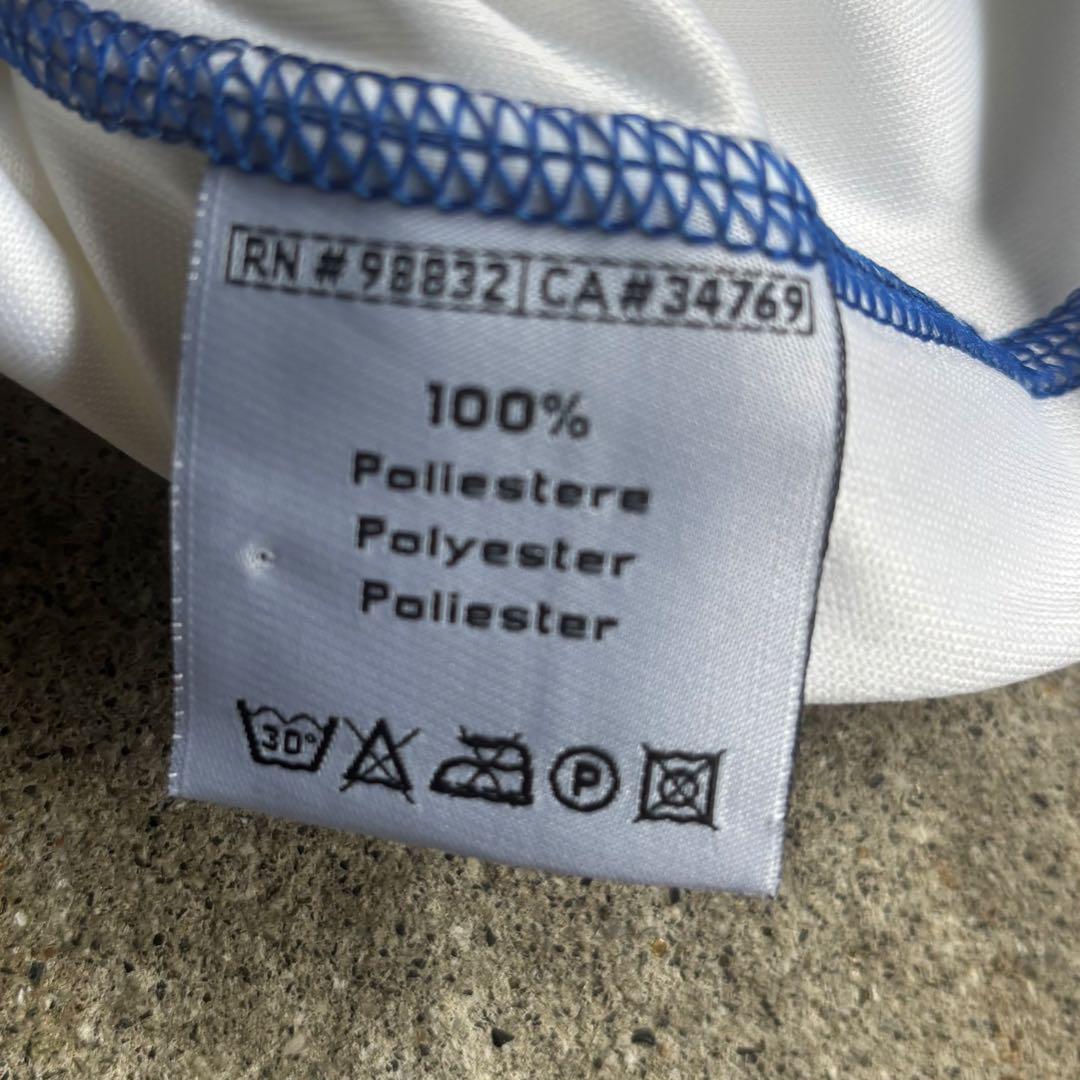 RN # 98832 | CA # 34769
100%
Poliestere
Polyester
Poliester
30° P